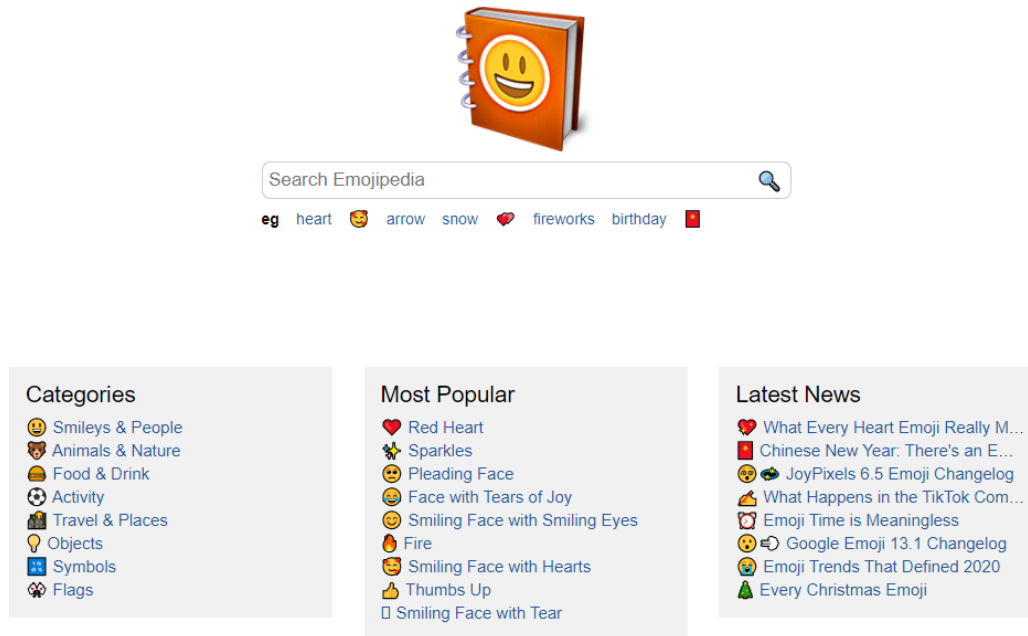 Search Emojipedia
eg heart 🥰 arrow snow 💕 fireworks birthday 🧧
Categories
😃 Smileys & People
🐻 Animals & Nature
🍔 Food & Drink
⚽ Activity
🌇 Travel & Places
💡 Objects
🔣 Symbols
🎌 Flags
Most Popular
❤️ Red Heart
✨ Sparkles
🥺 Pleading Face
😂 Face with Tears of Joy
😊 Smiling Face with Smiling Eyes
🔥 Fire
🥰 Smiling Face with Hearts
👍 Thumbs Up
▯ Smiling Face with Tear
Latest News
💖 What Every Heart Emoji Really M...
🧧 Chinese New Year: There's an E...
😵💫 JoyPixels 6.5 Emoji Changelog
✍️ What Happens in the TikTok Com...
⏰ Emoji Time is Meaningless
😮💨 Google Emoji 13.1 Changelog
😭 Emoji Trends That Defined 2020
🎄 Every Christmas Emoji